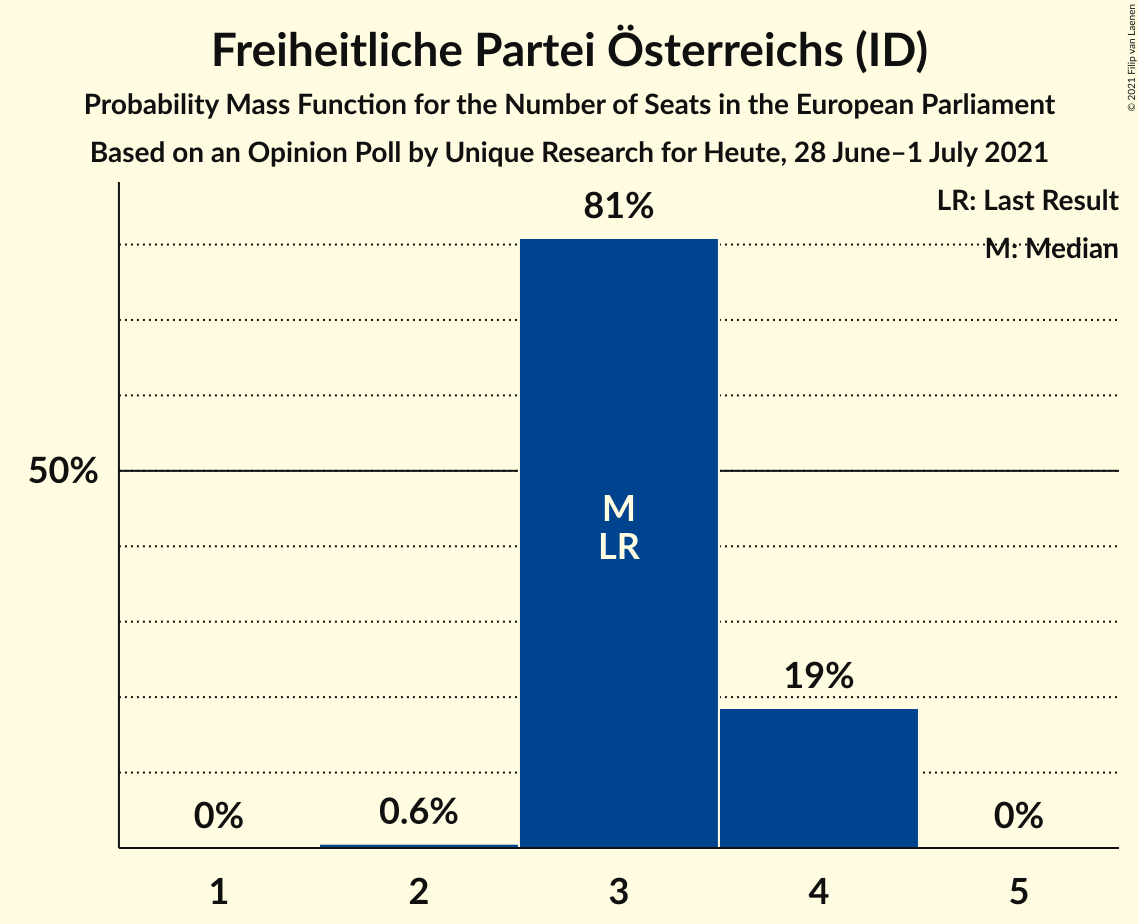 Freiheitliche Partei Österreichs (ID)
Probability Mass Function for the Number of Seats in the European Parliament
Based on an Opinion Poll by Unique Research for Heute, 28 June–1 July 2021
© 2021 Filip van Laenen
LR: Last Result
M: Median
81%
50%
M
LR
19%
0%
0.6%
0%
1
2
3
4
5